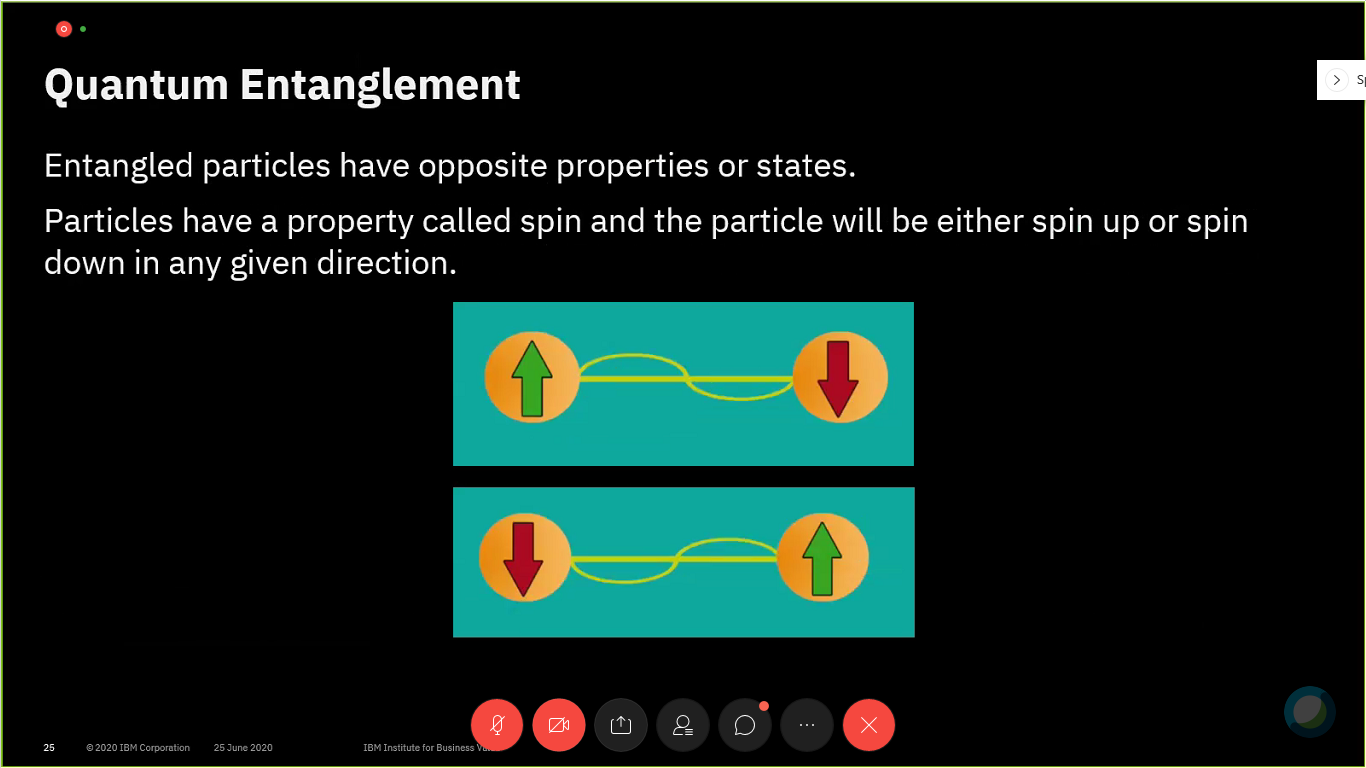 Quantum Entanglement
Sp
Entangled particles have opposite properties or states.
Particles have a property called spin and the particle will be either spin up or spin
down in any given direction.
25 © 2020 IBM Corporation 25 June 2020 IBM Institute for Business